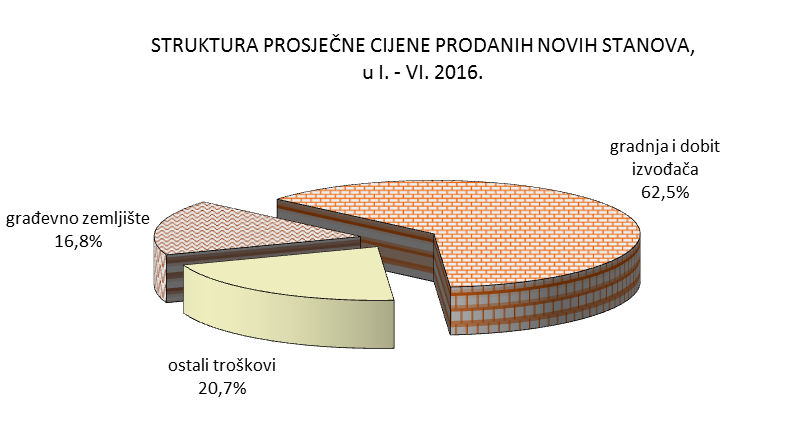 STRUKTURA PROSJEČNE CIJENE PRODANIH NOVIH STANOVA,
u I. - VI. 2016.
gradnja i dobit
izvođača
62,5%
građevno zemljište
16,8%
ostali troškovi
20,7%